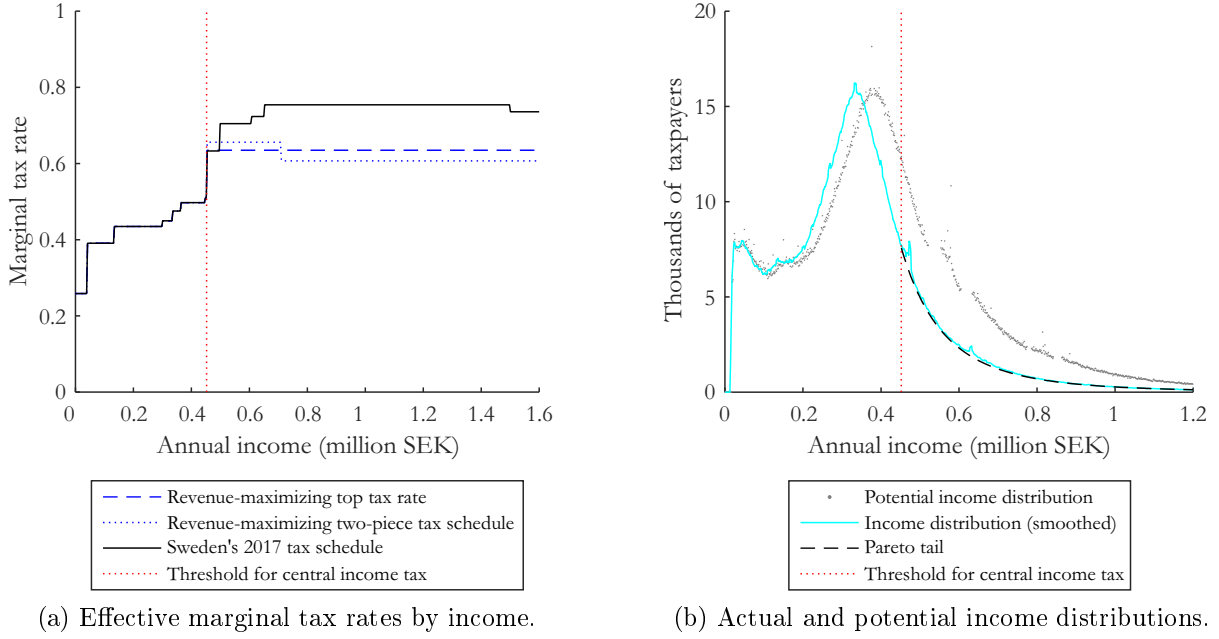 1
0.8
0.6
0.4
0.2
0
Marginal tax rate
0 0.2 0.4 0.6 0.8 1 1.2 1.4 1.6
Annual income (million SEK)
Revenue-maximizing top tax rate
Revenue-maximizing two-piece tax schedule
Sweden's 2017 tax schedule
Threshold for central income tax
(a) Effective marginal tax rates by income.
20
15
10
5
0
Thousands of taxpayers
0 0.2 0.4 0.6 0.8 1 1.2
Annual income (million SEK)
Potential income distribution
Income distribution (smoothed)
Pareto tail
Threshold for central income tax
(b) Actual and potential income distributions.